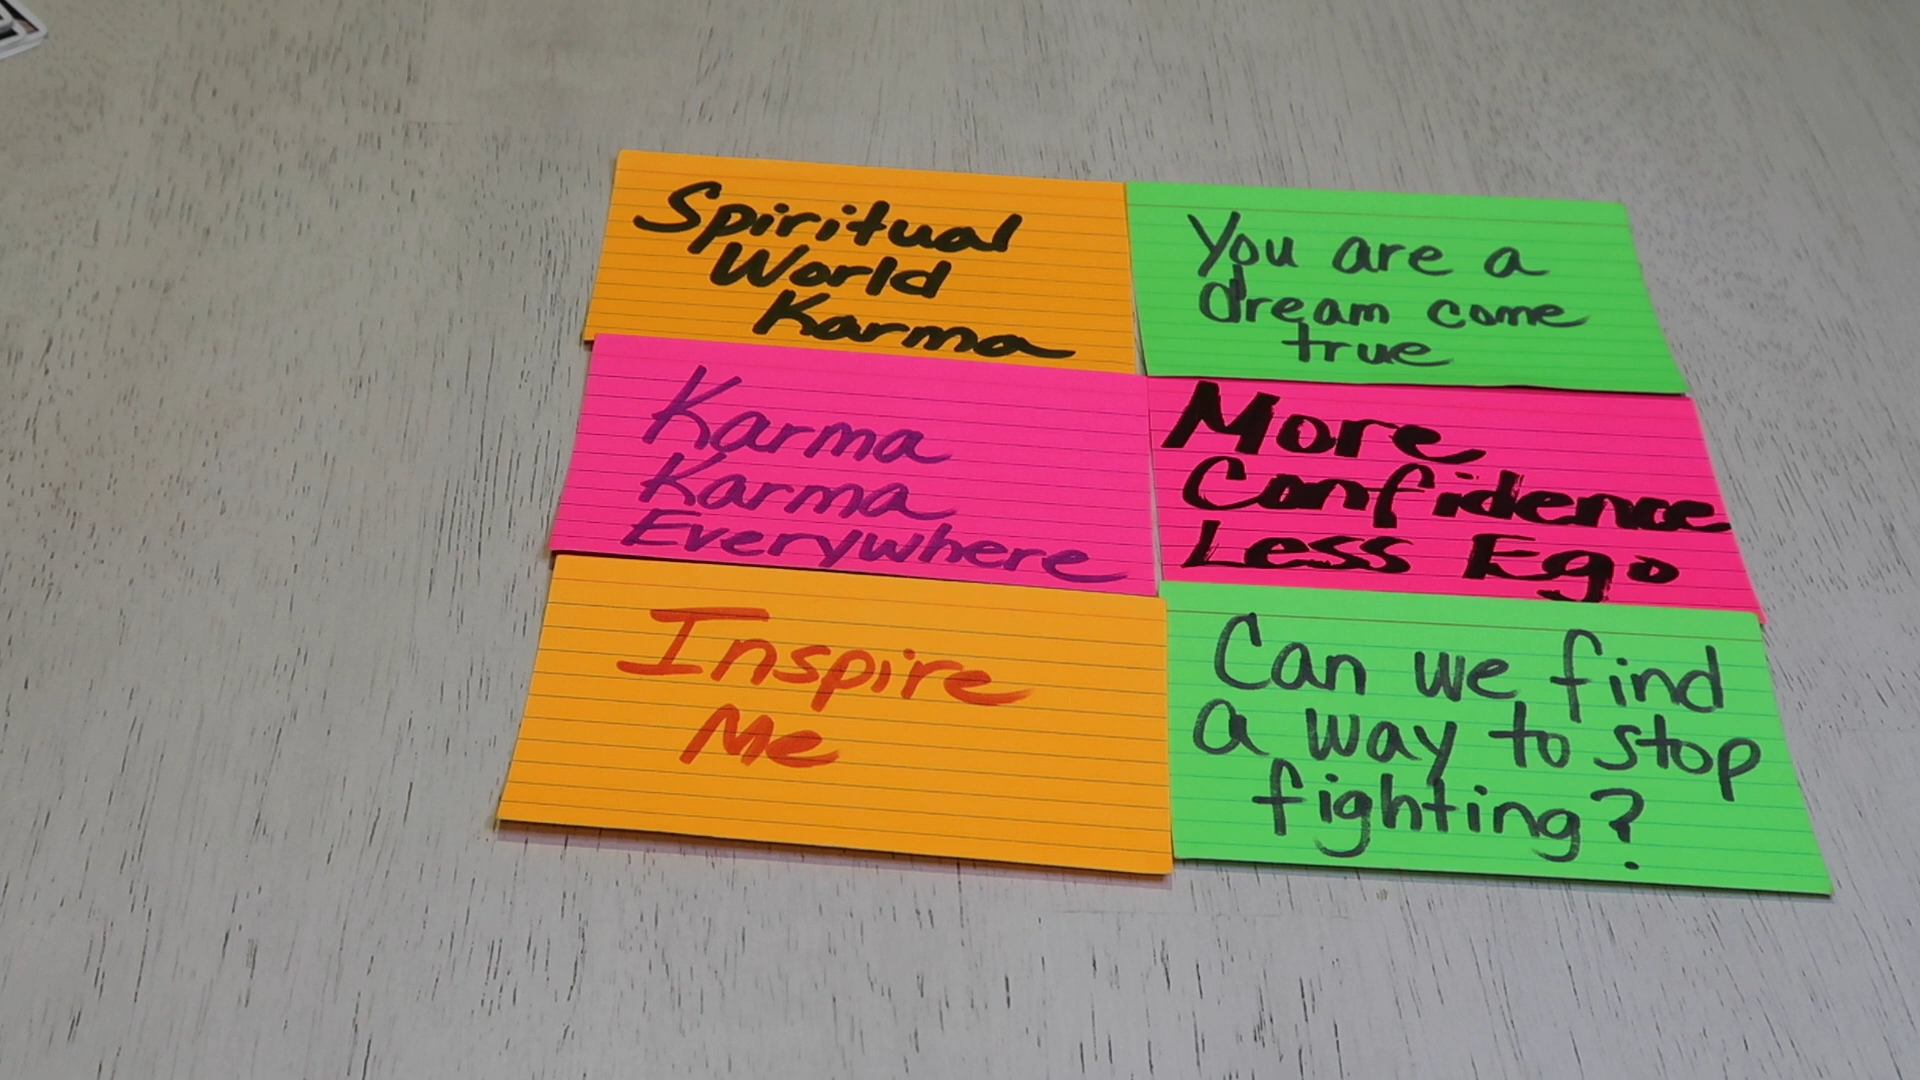 Spiritual
World
Karma
You are a
dream come
true
Karma
Karma
Everywhere
More
Confidence
Less Ego
Inspire
Me
Can we find
a way to stop
fighting?